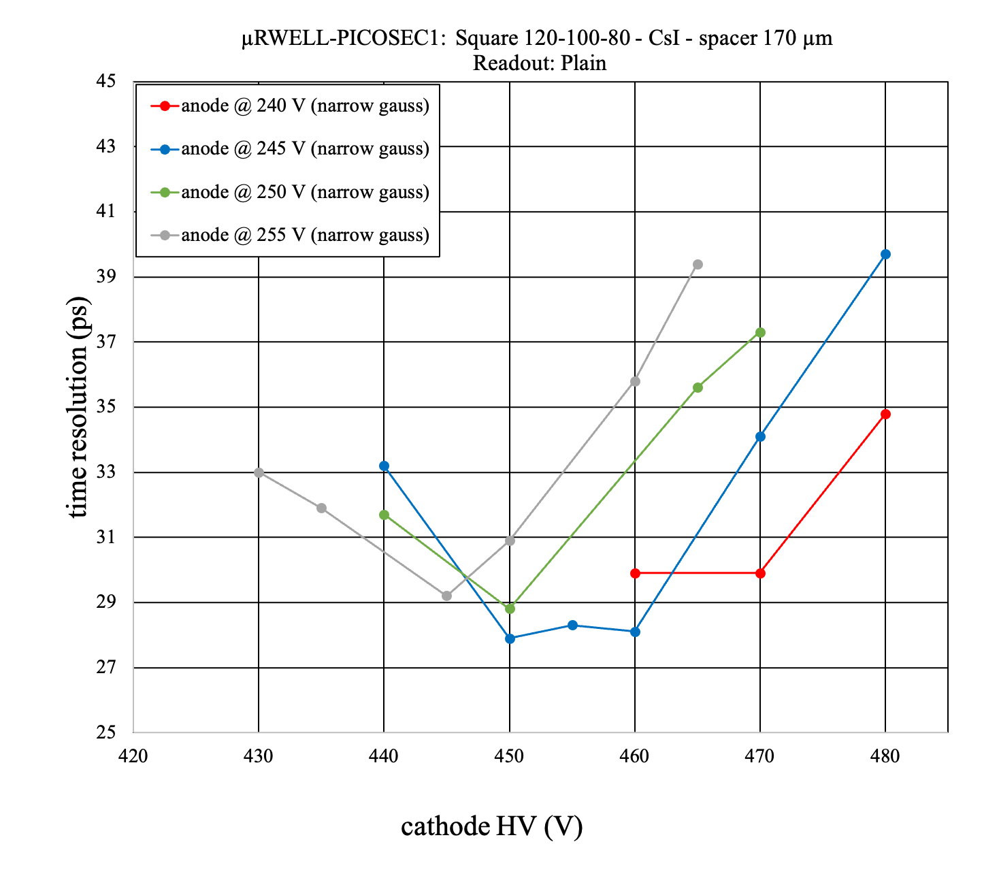 µRWELL-PICOSEC1: Square 120-100-80 - CsI - spacer 170 µm
Readout: Plain
anode @ 240 V (narrow gauss)
anode @ 245 V (narrow gauss)
anode @ 250 V (narrow gauss)
anode @ 255 V (narrow gauss)
45
43
41
39
37
35
33
31
29
27
25
time resolution (ps)
420 430 440 450 460 470 480
cathode HV (V)